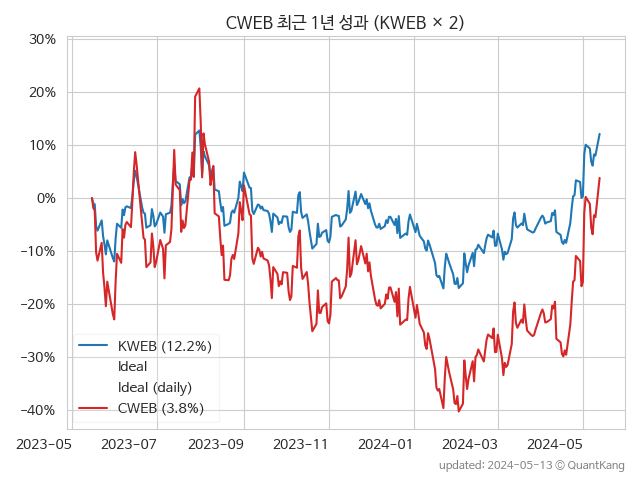 CWEB 최근 1년 성과 (KWEB × 2)
30%
20%
10%
0%
−10%
−20%
−30%
−40%
KWEB (12.2%)
Ideal
Ideal (daily)
CWEB (3.8%)
2023-05 2023-07 2023-09 2023-11 2024-01 2024-03 2024-05
updated: 2024-05-13 ⓒ QuantKang